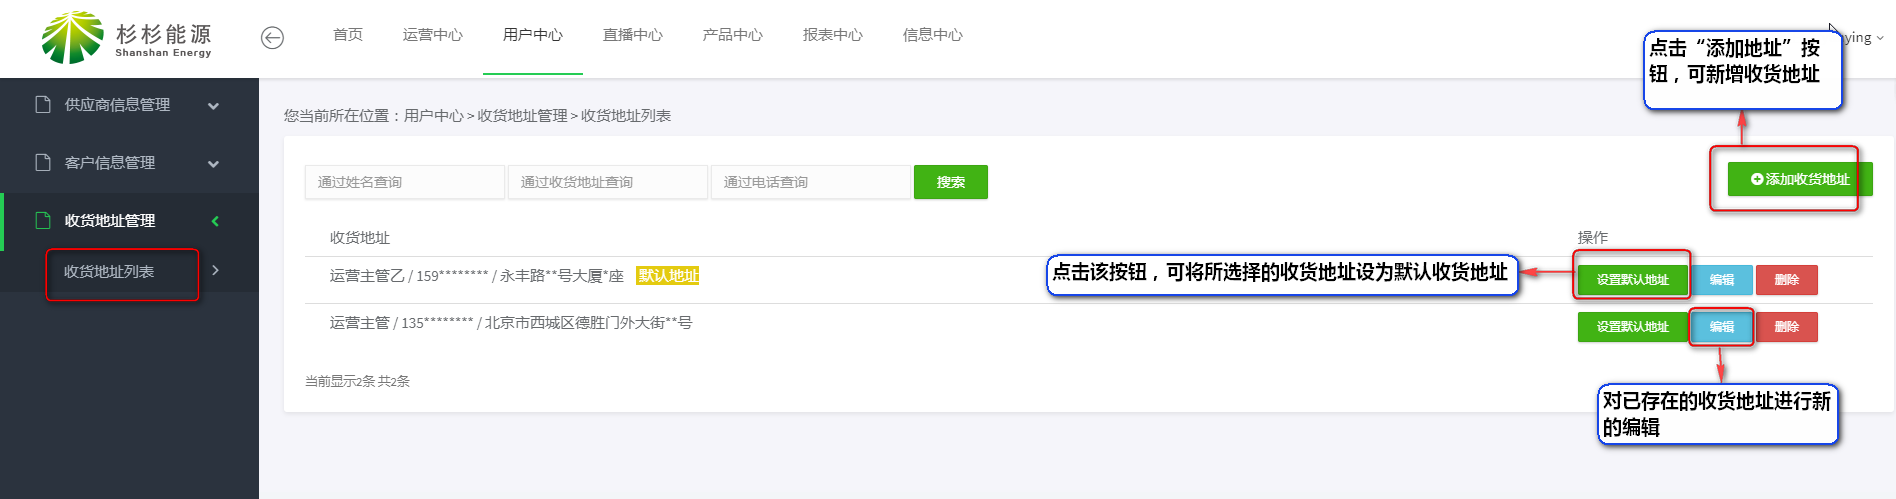 杉杉能源
Shanshan Energy
首页
运营中心
用户中心
直播中心
产品中心
报表中心
信息中心
ying
点击“添加地址”按
钮，可新增收货地址
供应商信息管理
客户信息管理
收货地址管理
收货地址列表
您当前所在位置：用户中心 > 收货地址管理 > 收货地址列表
通过姓名查询
通过收货地址查询
通过电话查询
搜索
添加收货地址
收货地址
操作
运营主管乙 / 159******** / 永丰路**号大厦*座 默认地址
点击该按钮，可将所选择的收货地址设为默认收货地址
设置默认地址
编辑
删除
运营主管 / 135******** / 北京市西城区德胜门外大街**号
设置默认地址
编辑
删除
当前显示2条 共2条
对已存在的收货地址进行新
的编辑